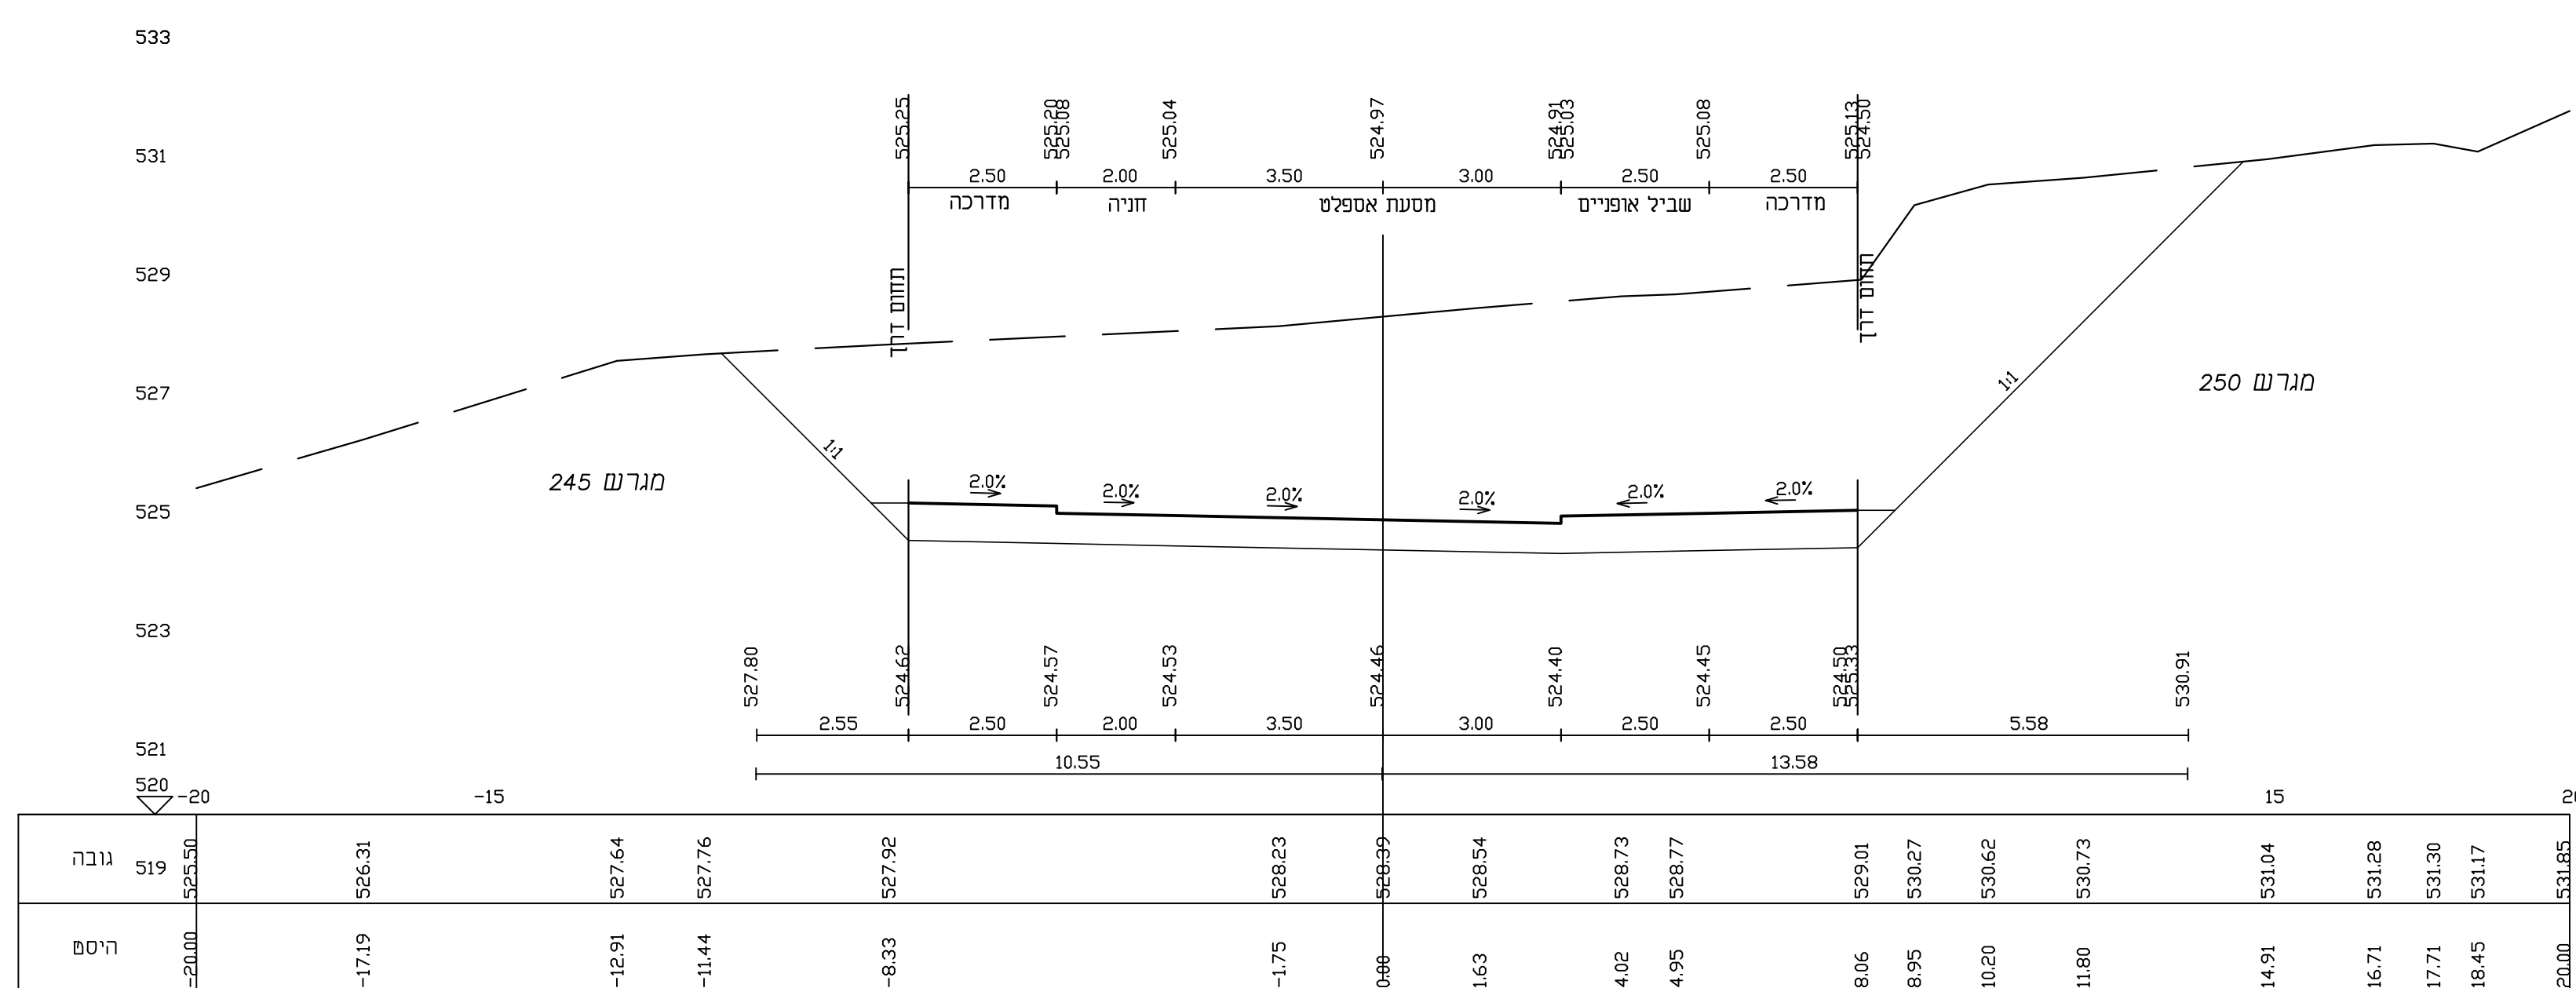 533
531
529
527
525
523
521
520
519
525.25 525.20 525.08 525.04 524.97 524.91 525.03 525.08 525.13 524.50
2.50 2.00 3.50 3.00 2.50 2.50
מדרכה חניה מסעת אספלט שביל אופניים מדרכה
תחום דרך
תחום דרך
1:1
1:1
מגרש 250
מגרש 245
2.0% 2.0% 2.0% 2.0% 2.0% 2.0%
527.80 524.62 524.57 524.53 524.46 524.40 524.45 524.50 525.33 530.91
2.55 2.50 2.00 3.50 3.00 2.50 2.50 5.58
10.55 13.58
-20 -15 15
גובה 525.50 526.31 527.64 527.76 527.92 528.23 528.39 528.54 528.73 528.77 529.01 530.27 530.62 530.73 531.04 531.28 531.30 531.17 531.85
היסט -20.00 -17.19 -12.91 -11.44 -8.33 -1.75 0.00 1.63 4.02 4.95 8.06 8.95 10.20 11.80 14.91 16.71 17.71 18.45 20.00